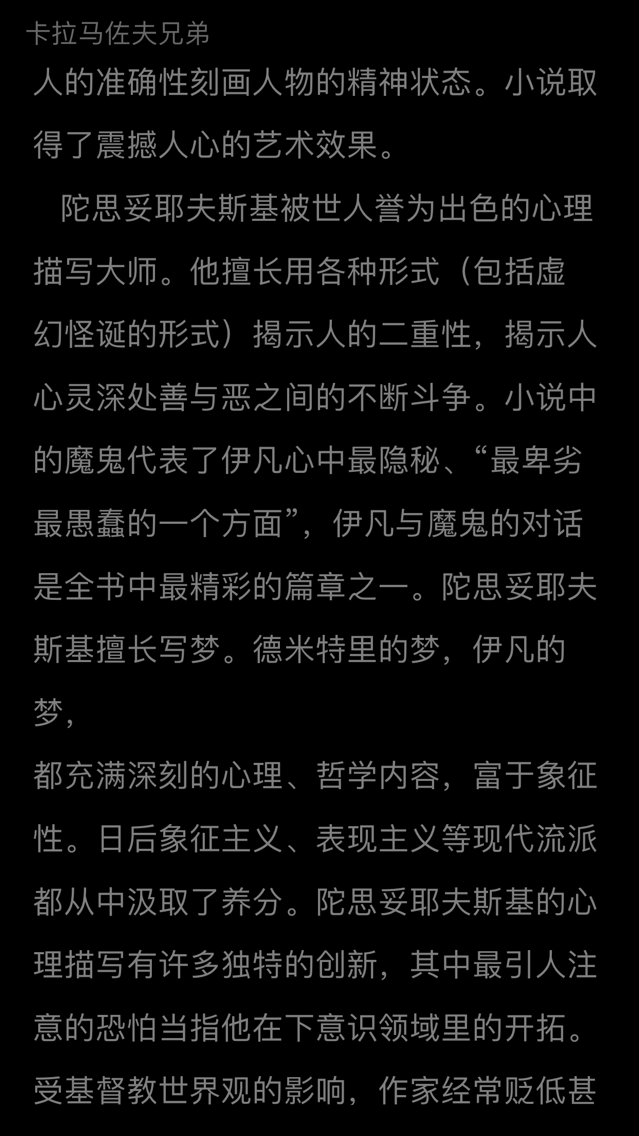 卡拉马佐夫兄弟
人的准确性刻画人物的精神状态。小说取
得了震撼人心的艺术效果。
陀思妥耶夫斯基被世人誉为出色的心理
描写大师。他擅长用各种形式（包括虚
幻怪诞的形式）揭示人的二重性，揭示人
心灵深处善与恶之间的不断斗争。小说中
的魔鬼代表了伊凡心中最隐秘、“最卑劣
最愚蠢的一个方面”，伊凡与魔鬼的对话
是全书中最精彩的篇章之一。陀思妥耶夫
斯基擅长写梦。德米特里的梦，伊凡的
梦，
都充满深刻的心理、哲学内容，富于象征
性。日后象征主义、表现主义等现代流派
都从中汲取了养分。陀思妥耶夫斯基的心
理描写有许多独特的创新，其中最引人注
意的恐怕当指他在下意识领域里的开拓。
受基督教世界观的影响，作家经常贬低甚